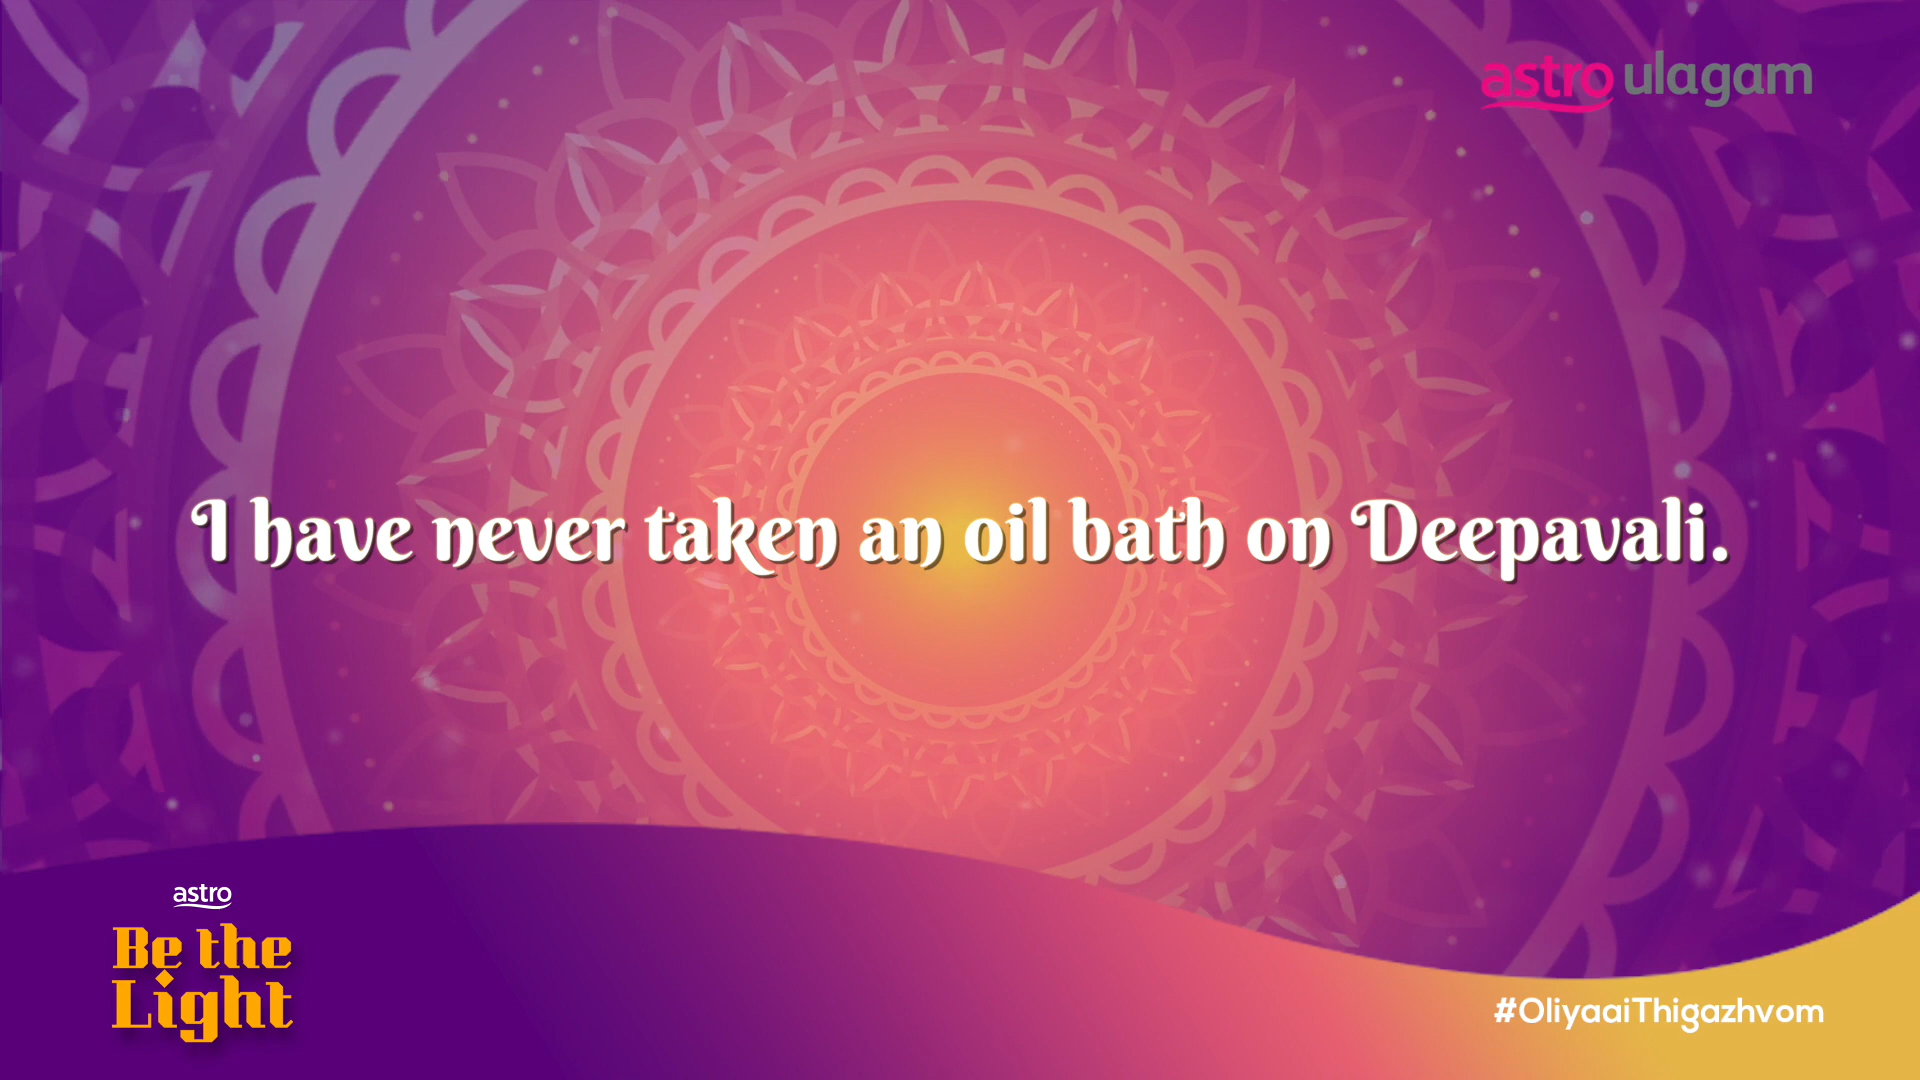 astro ulagam
I have never taken an oil bath on Deepavali.
astro
Be the
Light
#OliyaaiThigazhvom